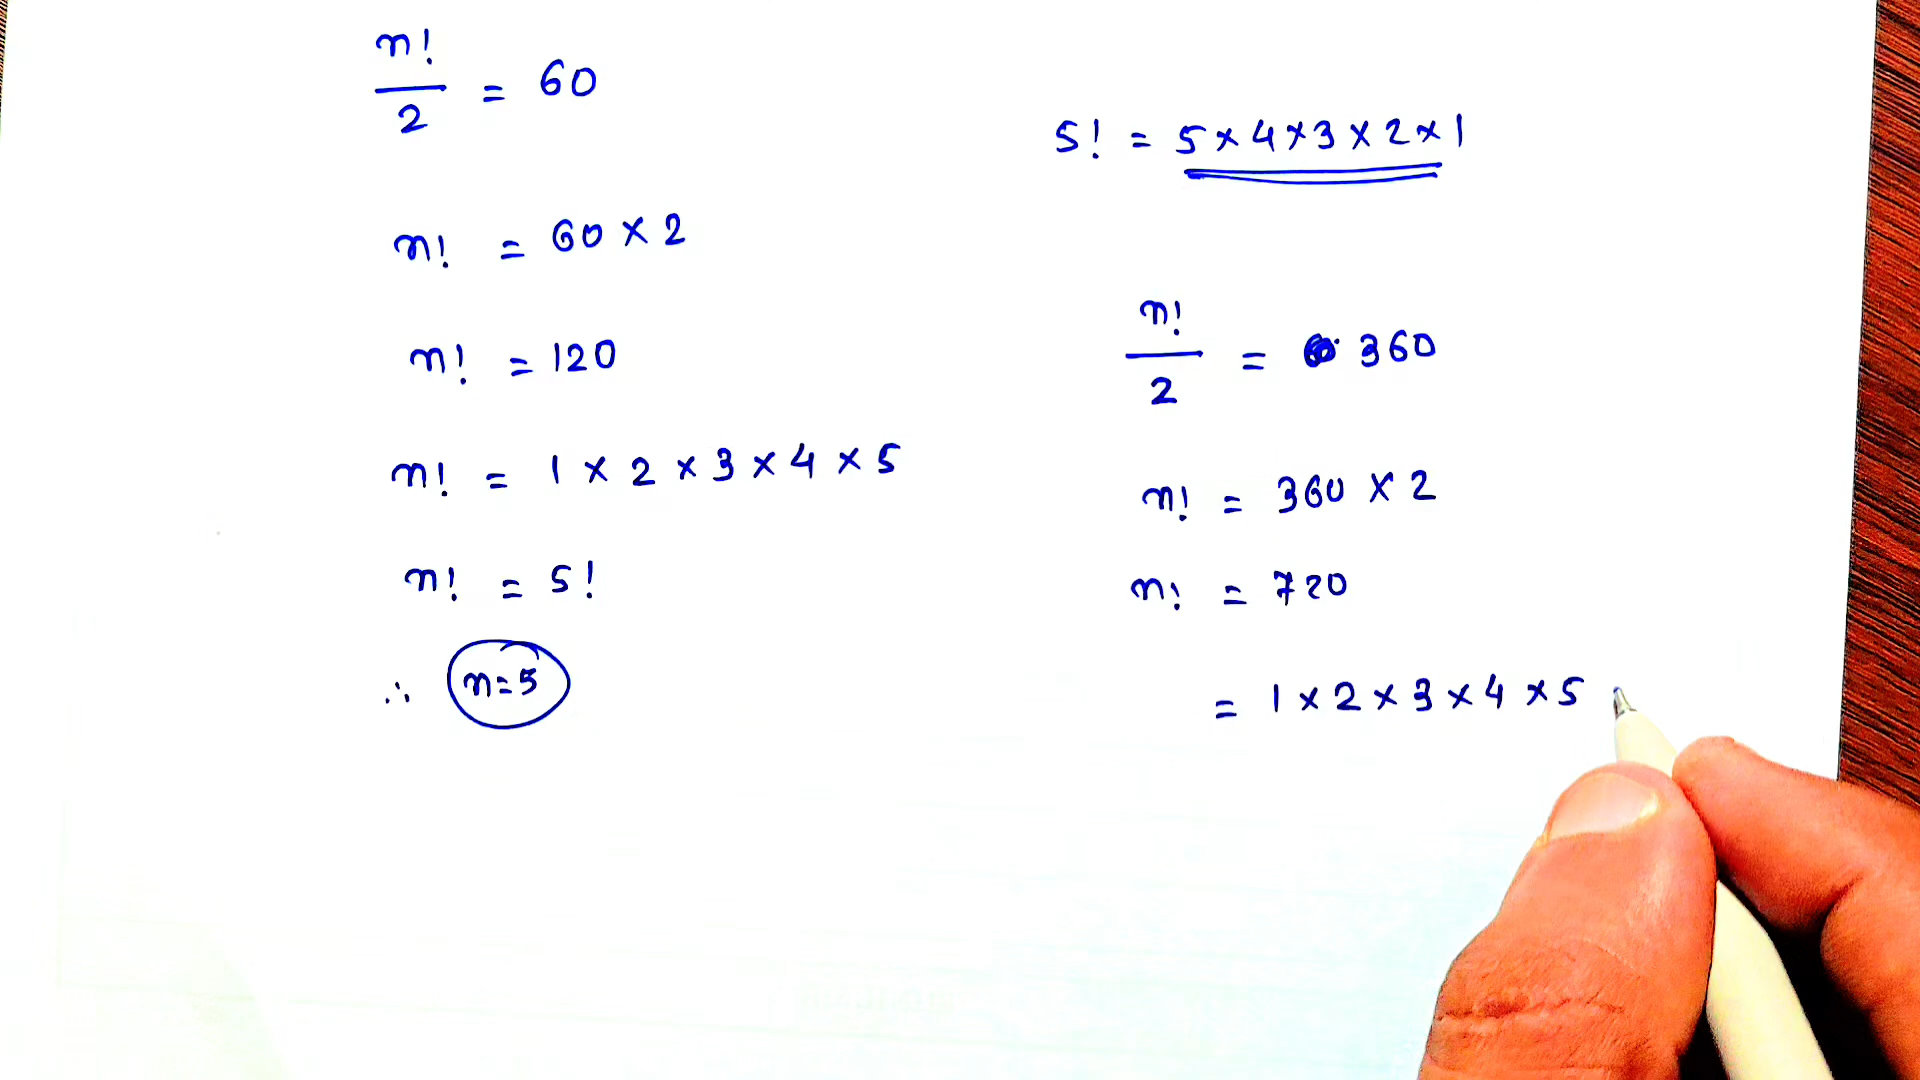 n!
2
= 60
n! = 60 × 2
n! = 120
n! = 1 × 2 × 3 × 4 × 5
n! = 5!
∴ n=5
5! = 5×4×3×2×1
n!
2
= 360
n! = 360 × 2
n! = 720
= 1 × 2 × 3 × 4 × 5